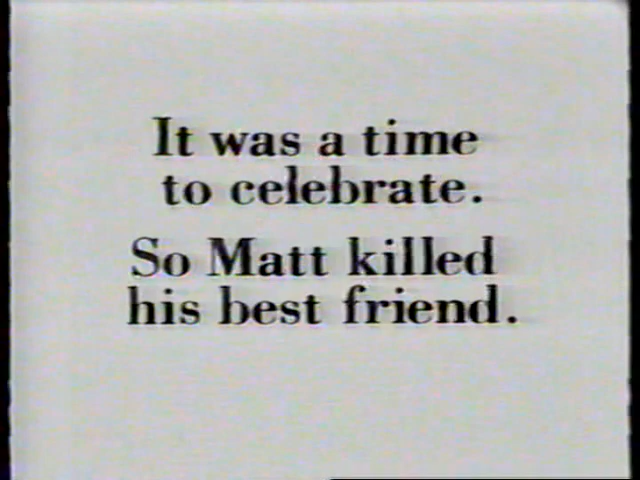 It was a time
to celebrate.
So Matt killed
his best friend.